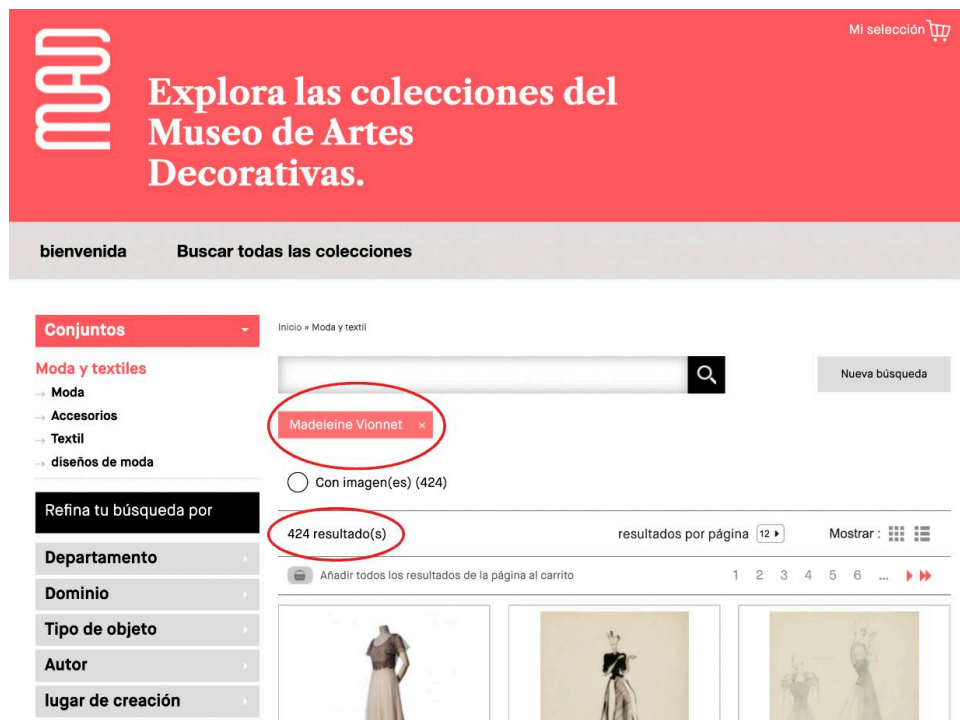 Mi selección
MAD
Explora las colecciones del
Museo de Artes
Decorativas.
bienvenida Buscar todas las colecciones
Conjuntos
Moda y textiles
→ Moda
→ Accesorios
→ Textil
→ diseños de moda
Refina tu búsqueda por
Departamento
Dominio
Tipo de objeto
Autor
lugar de creación
Inicio » Moda y textil
Nueva búsqueda
Madeleine Vionnet ×
Con imagen(es) (424)
424 resultado(s) resultados por página 12 Mostrar :
Añadir todos los resultados de la página al carrito 1 2 3 4 5 6 ...